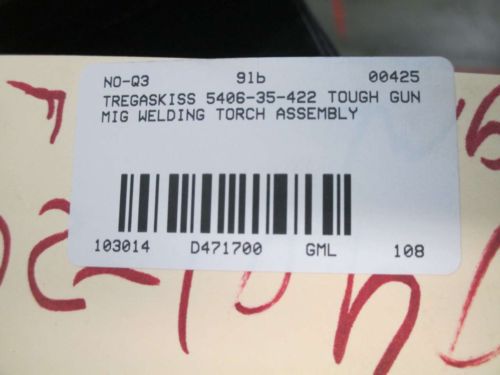 NO-Q3 91b 00425
TREGASKISS 5406-35-422 TOUGH GUN
MIG WELDING TORCH ASSEMBLY
103014 D471700 GML 108